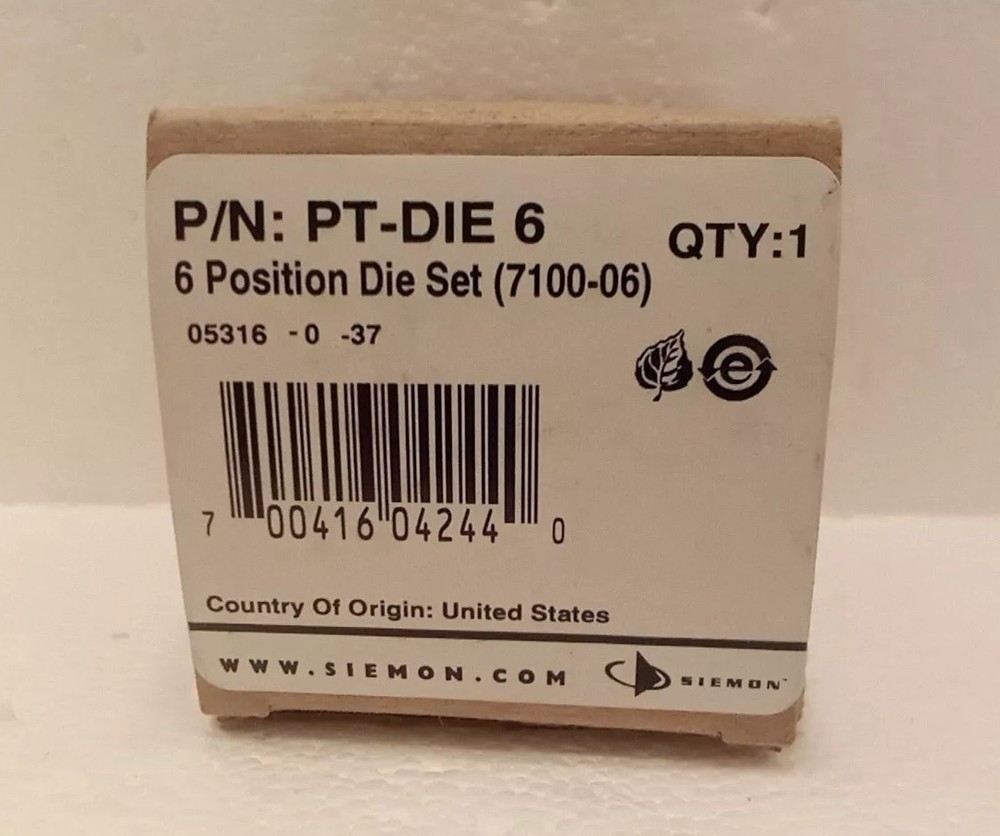 P/N: PT-DIE 6
QTY:1
6 Position Die Set (7100-06)
05316 -0 -37
e
7 00416 04244 0
Country Of Origin: United States
WWW.SIEMON.COM
SIEMON™